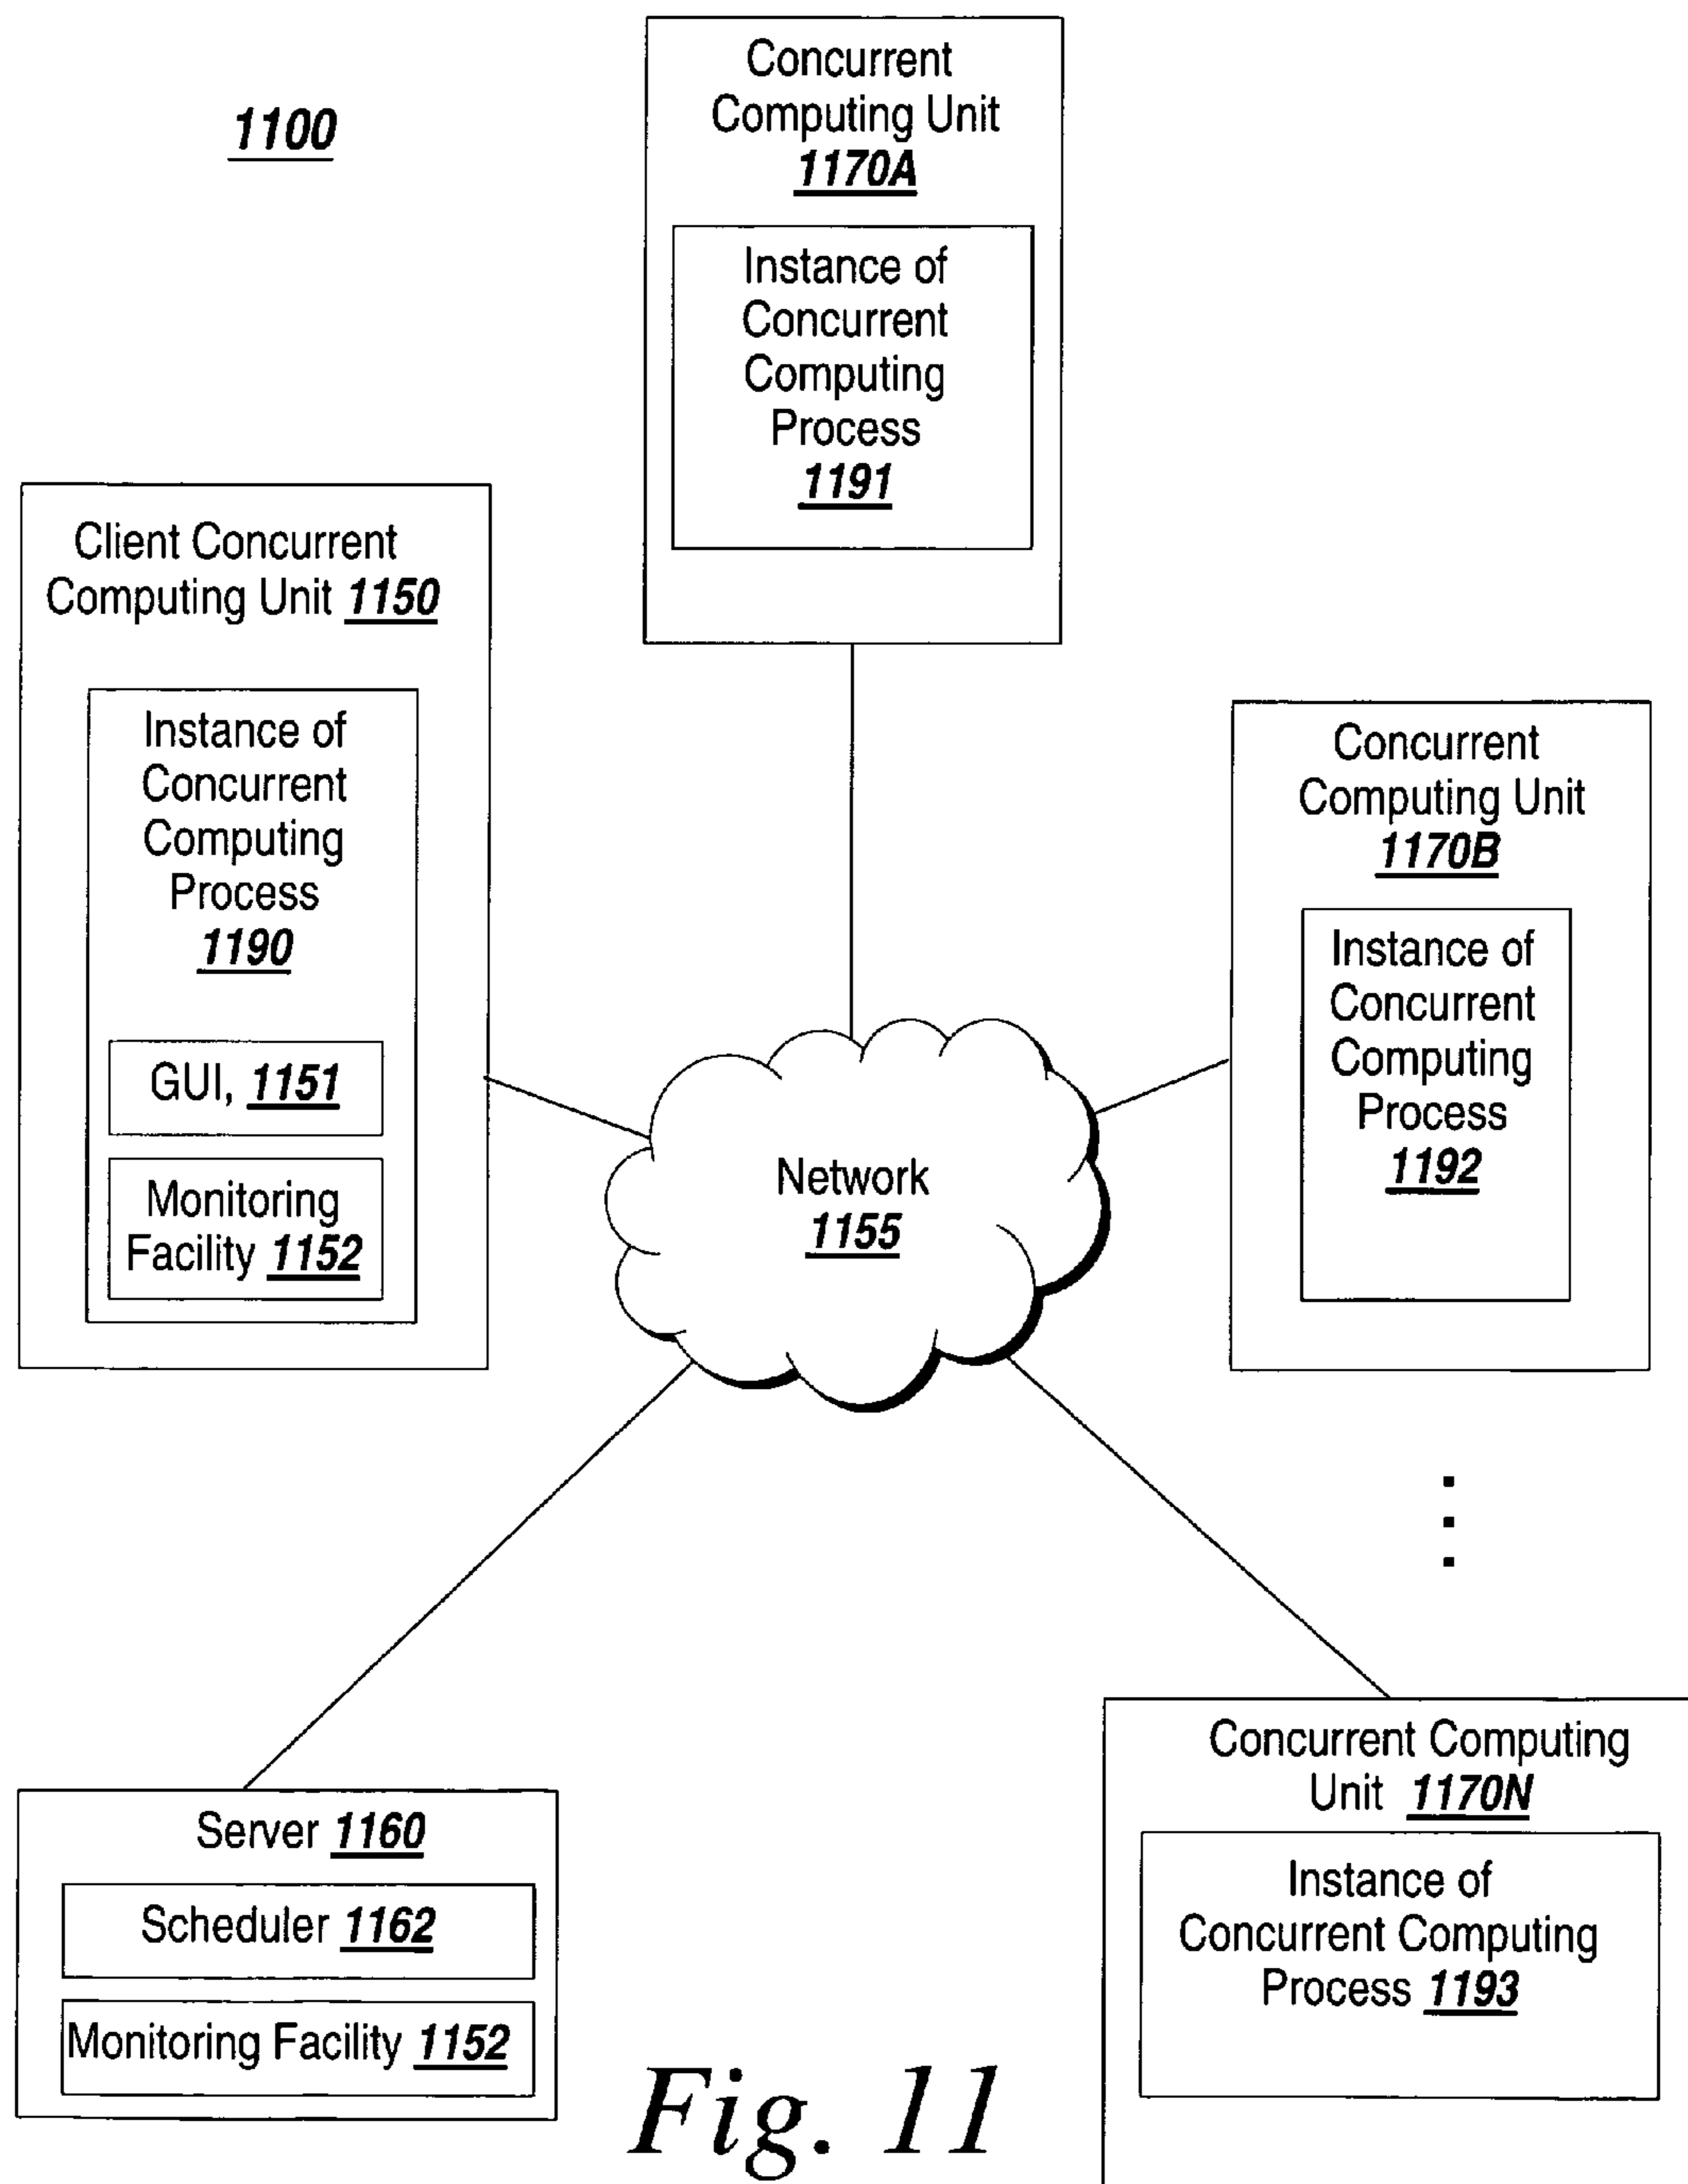 1100
Concurrent
Computing Unit
1170A
Instance of
Concurrent
Computing
Process
1191
Client Concurrent
Computing Unit 1150
Instance of
Concurrent
Computing
Process
1190
GUI, 1151
Monitoring
Facility 1152
Concurrent
Computing Unit
1170B
Instance of
Concurrent
Computing
Process
1192
Network
1155
Server 1160
Scheduler 1162
Monitoring Facility 1152
Concurrent Computing
Unit 1170N
Instance of
Concurrent Computing
Process 1193
Fig. 11